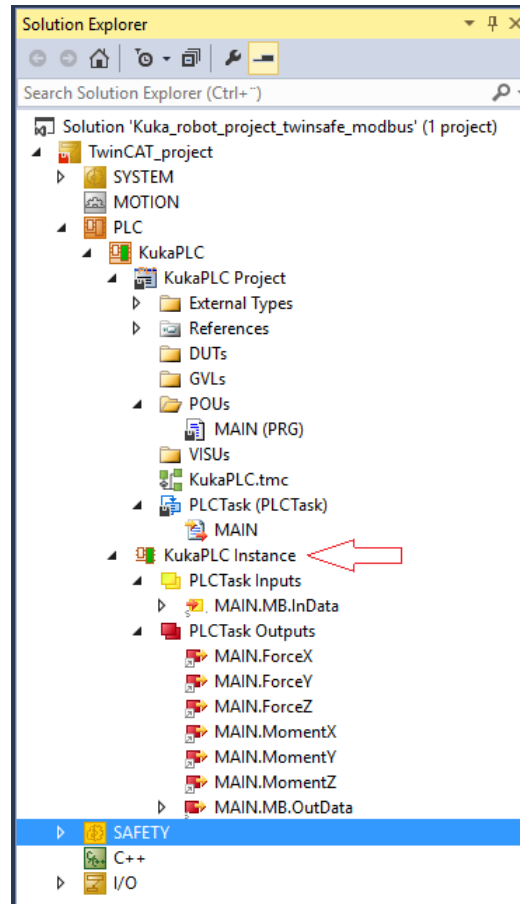 Solution Explorer
Search Solution Explorer (Ctrl+¨)
Solution 'Kuka_robot_project_twinsafe_modbus' (1 project)
TwinCAT_project
SYSTEM
MOTION
PLC
KukaPLC
KukaPLC Project
External Types
References
DUTs
GVLs
POUs
MAIN (PRG)
VISUs
KukaPLC.tmc
PLCTask (PLCTask)
MAIN
KukaPLC Instance
PLCTask Inputs
MAIN.MB.InData
PLCTask Outputs
MAIN.ForceX
MAIN.ForceY
MAIN.ForceZ
MAIN.MomentX
MAIN.MomentY
MAIN.MomentZ
MAIN.MB.OutData
SAFETY
C++
I/O